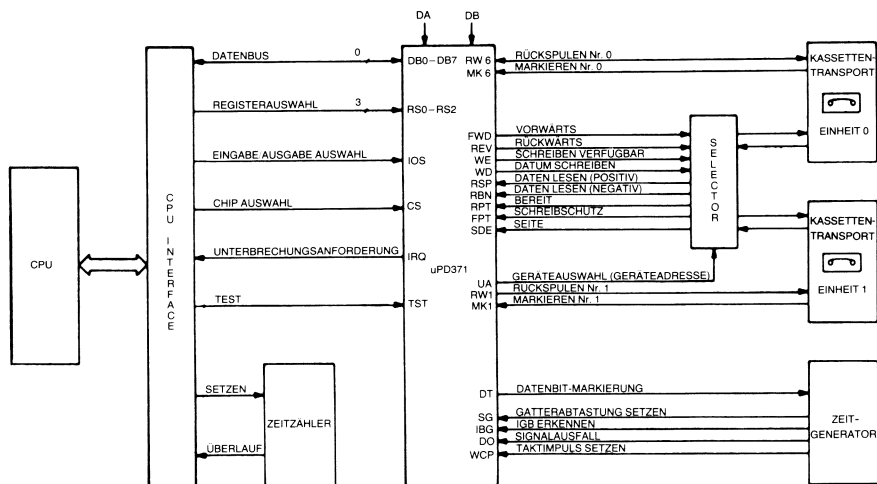 DA DB
DATENBUS 0 DB0–DB7 RW 6 RÜCKSPULEN Nr. 0
MK 6 MARKIEREN Nr. 0
KASSETTEN-
TRANSPORT
EINHEIT 0
REGISTERAUSWAHL 3 RS0–RS2
FWD VORWÄRTS
REV RÜCKWÄRTS
EINGABE/AUSGABE AUSWAHL IOS WE SCHREIBEN VERFÜGBAR
WD DATUM SCHREIBEN
RSP DATEN LESEN (POSITIV)
RBN DATEN LESEN (NEGATIV)
CHIP AUSWAHL CS RPT BEREIT
FPT SCHREIBSCHUTZ
SDE SEITE
SELECTOR
KASSETTEN-
TRANSPORT
EINHEIT 1
CPU
CPU INTERFACE
UNTERBRECHUNGSANFORDERUNG IRQ
uPD371
UA GERÄTEAUSWAHL (GERÄTEADRESSE)
RW1 RÜCKSPULEN Nr. 1
TEST TST MK1 MARKIEREN Nr. 1
SETZEN
ZEITZÄHLER
ÜBERLAUF
DT DATENBIT-MARKIERUNG
SG GATTERABTASTUNG SETZEN
IBG IGB ERKENNEN
DO SIGNALAUSFALL
WCP TAKTIMPULS SETZEN
ZEIT-
GENERATOR